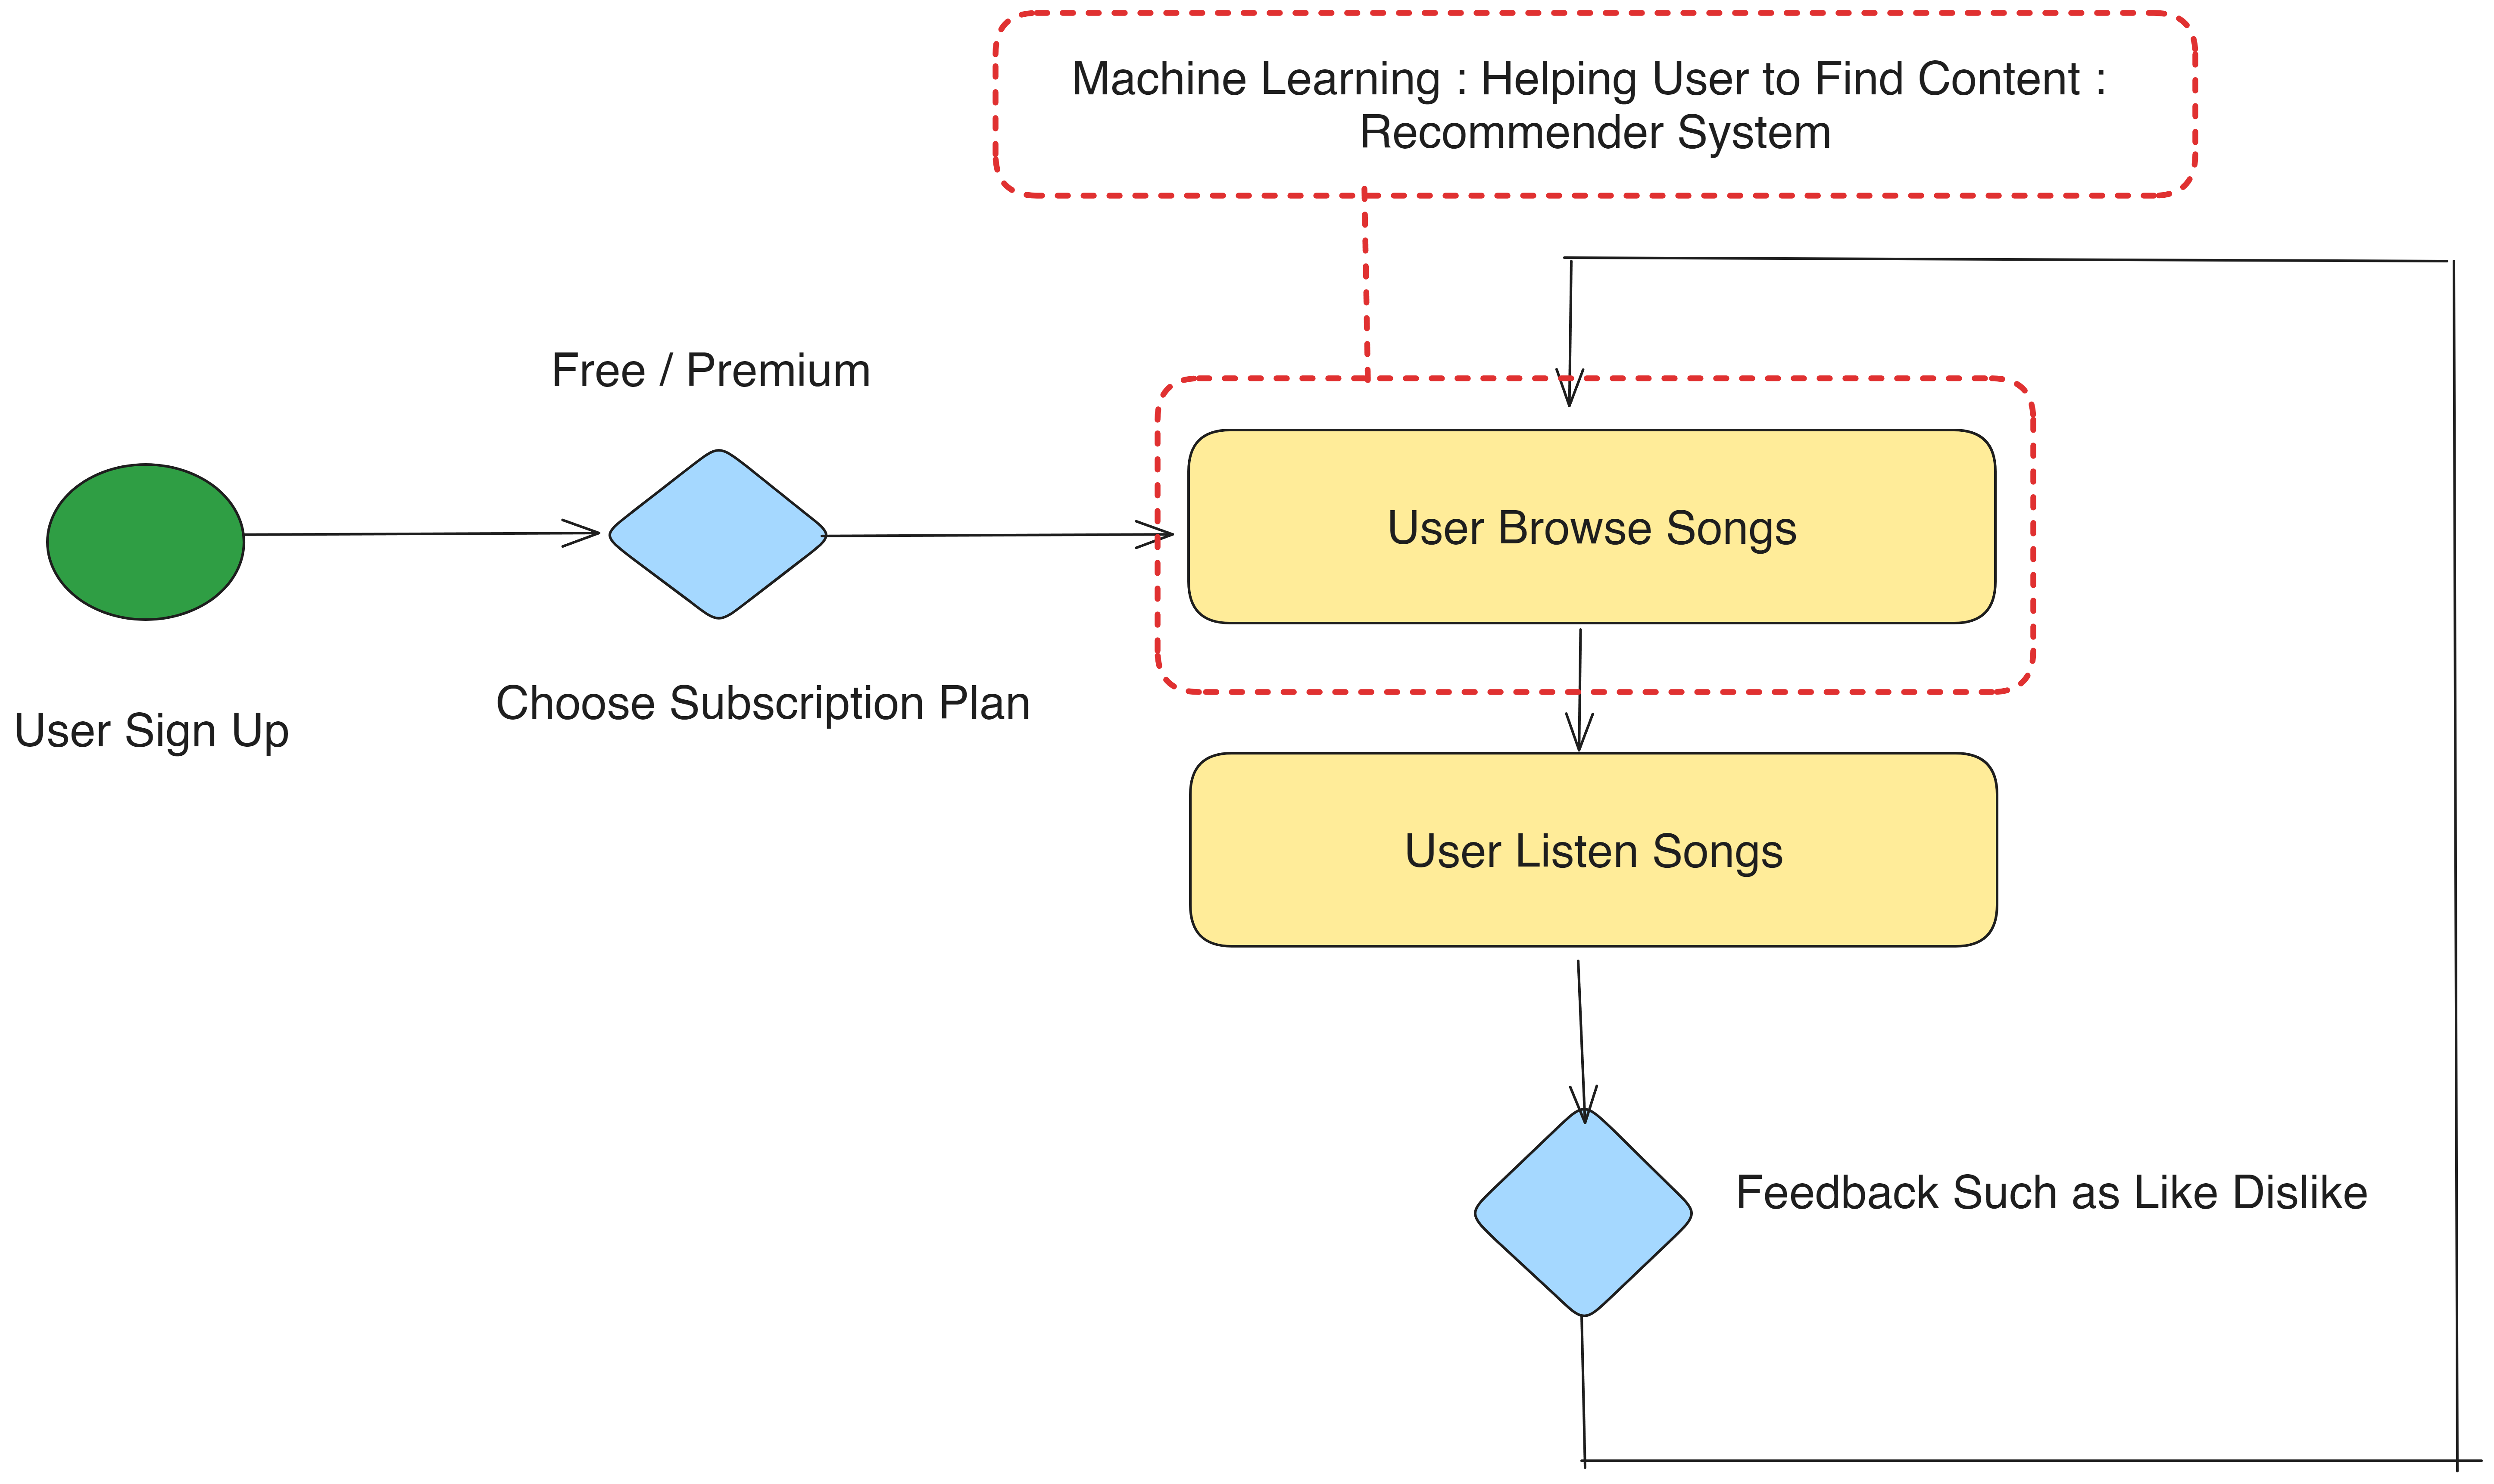 Machine Learning : Helping User to Find Content :
Recommender System
Free / Premium
User Browse Songs
Choose Subscription Plan
User Sign Up
User Listen Songs
Feedback Such as Like Dislike